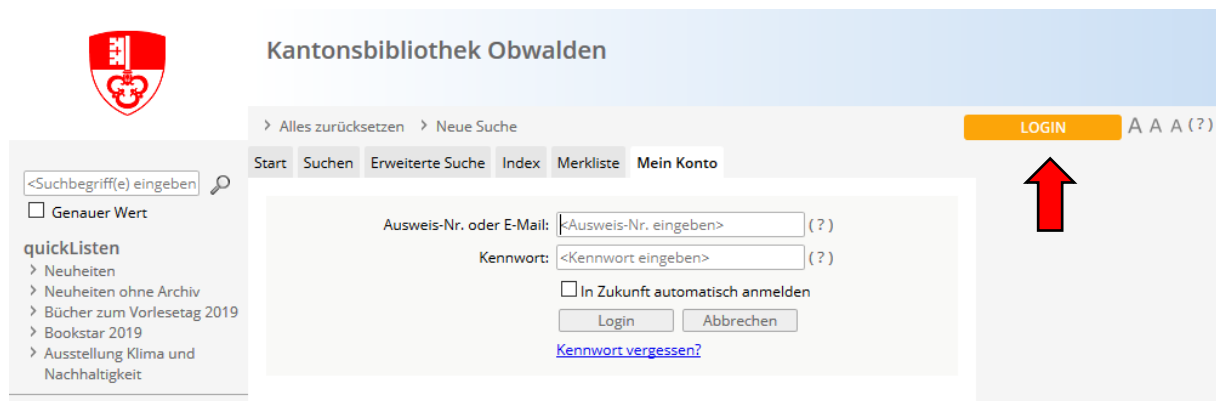 Kantonsbibliothek Obwalden
> Alles zurücksetzen > Neue Suche
LOGIN
A A A (?)
Start Suchen Erweiterte Suche Index Merkliste Mein Konto
<Suchbegriff(e) eingeben
Genauer Wert
quickListen
> Neuheiten
> Neuheiten ohne Archiv
> Bücher zum Vorlesetag 2019
> Bookstar 2019
> Ausstellung Klima und
Nachhaltigkeit
Ausweis-Nr. oder E-Mail: <Ausweis-Nr. eingeben> (?)
Kennwort: <Kennwort eingeben> (?)
In Zukunft automatisch anmelden
Login Abbrechen
Kennwort vergessen?